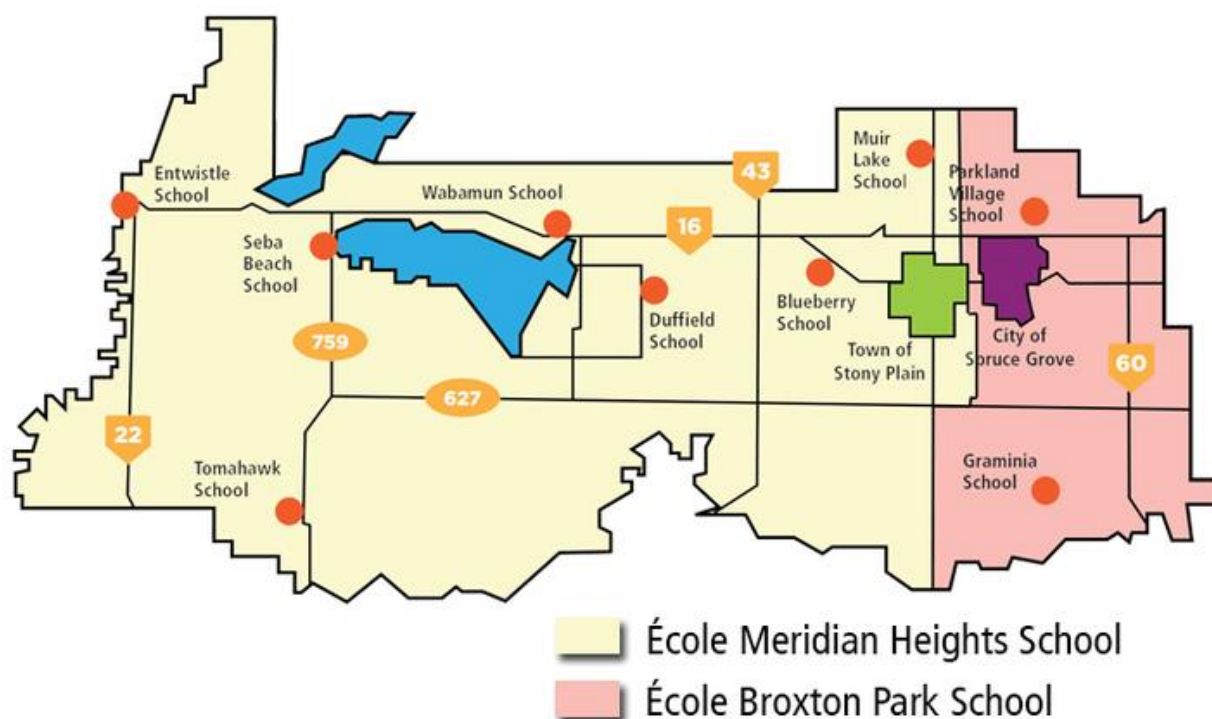 Entwistle
School
Wabamun School
43
Muir
Lake
School
Parkland
Village
School
16
Seba
Beach
School
Duffield
School
Blueberry
School
Town of
Stony Plain
City of
Spruce Grove
759
627
60
22
Tomahawk
School
Graminia
School
École Meridian Heights School
École Broxton Park School